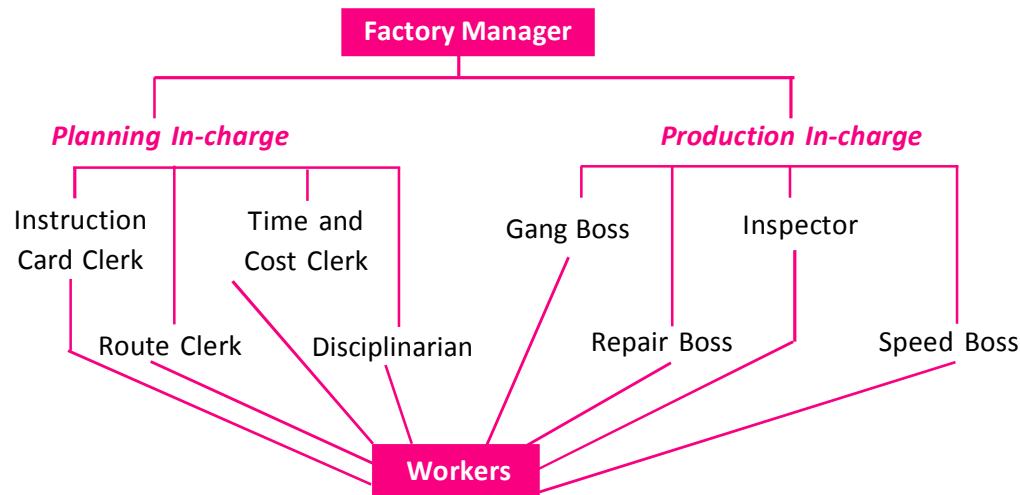 Factory Manager
Planning In-charge
Production In-charge
Instruction
Card Clerk
Time and
Cost Clerk
Gang Boss
Inspector
Route Clerk
Disciplinarian
Repair Boss
Speed Boss
Workers